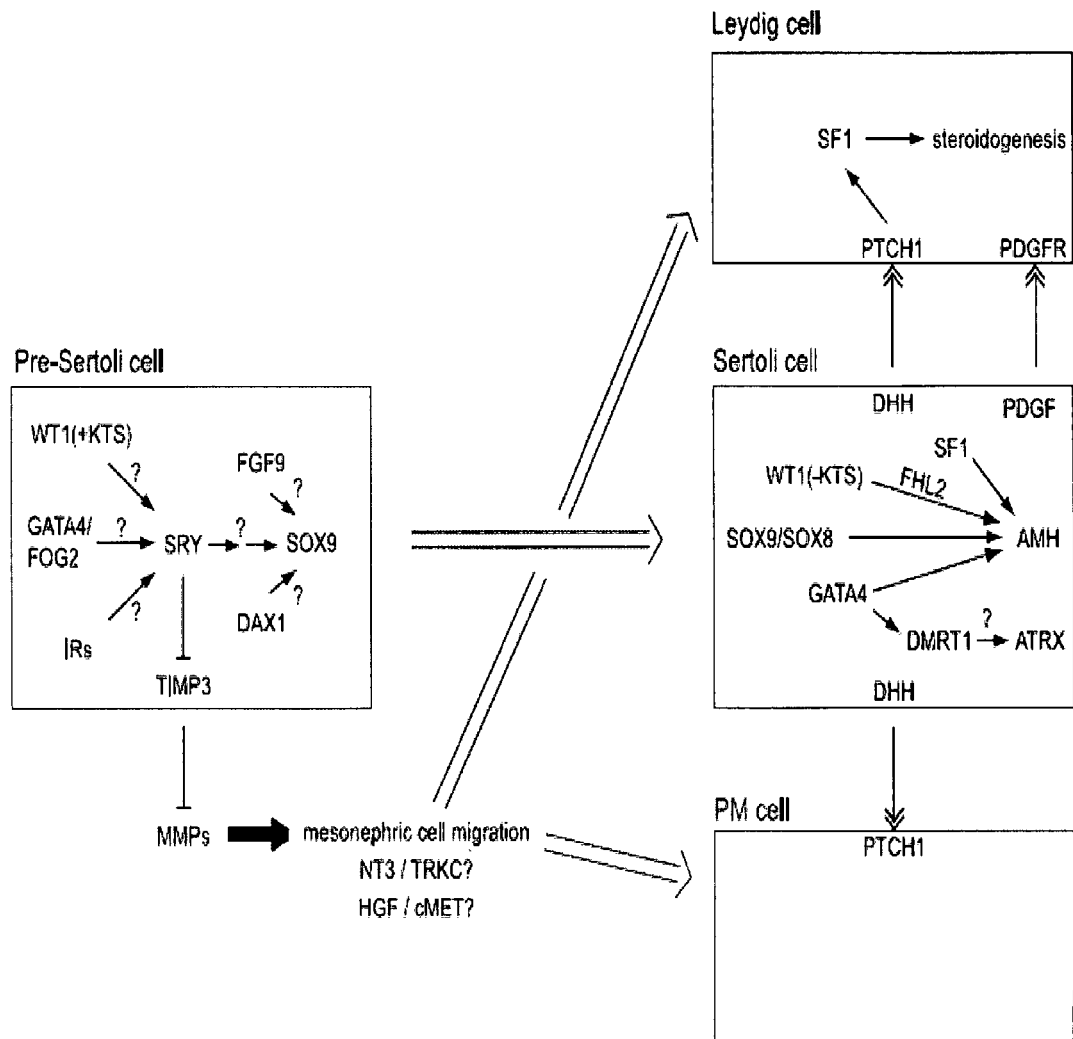 Leydig cell
SF1
steroidogenesis
PTCH1
PDGFR
Pre-Sertoli cell
WT1(+KTS)
?
FGF9
?
GATA4/
FOG2
?
SRY
?
SOX9
?
DAX1
?
IRs
TIMP3
Sertoli cell
DHH
PDGF
SF1
WT1(-KTS)
FHL2
SOX9/SOX8
AMH
GATA4
?
DMRT1
ATRX
DHH
MMPs
mesonephric cell migration
NT3 / TRKC?
HGF / cMET?
PM cell
PTCH1